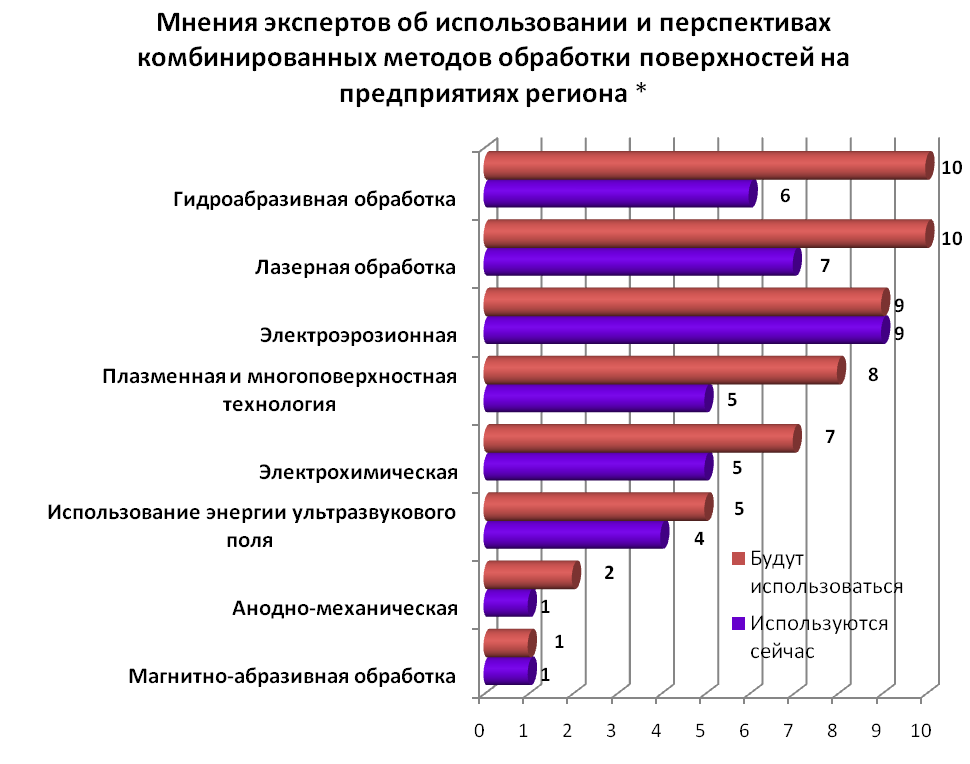 Мнения экспертов об использовании и перспективах
комбинированных методов обработки поверхностей на
предприятиях региона *
10
Гидроабразивная обработка
6
10
Лазерная обработка
7
9
Электроэрозионная
9
Плазменная и многоповерхностная
технология
8
5
7
Электрохимическая
5
Использование энергии ультразвукового
поля
5
4
2
Анодно-механическая
1
1
Магнитно-абразивная обработка
1
Будут
использоваться
Используются
сейчас
0 1 2 3 4 5 6 7 8 9 10